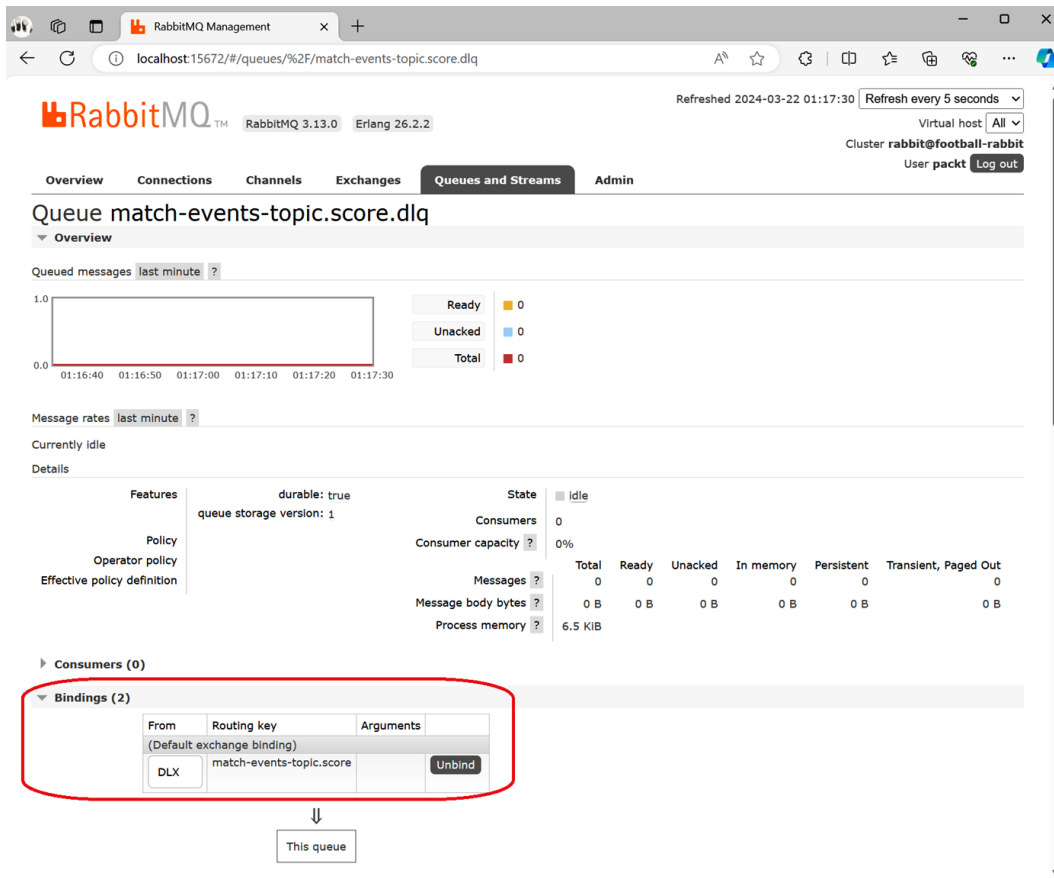 RabbitMQ Management
localhost:15672/#/queues/%2F/match-events-topic.score.dlq
Refreshed 2024-03-22 01:17:30 Refresh every 5 seconds
RabbitMQ TM RabbitMQ 3.13.0 Erlang 26.2.2
Virtual host All
Cluster rabbit@football-rabbit
User packt Log out
Overview Connections Channels Exchanges Queues and Streams Admin
Queue match-events-topic.score.dlq
Overview
Queued messages last minute ?
1.0
0.0
01:16:40 01:16:50 01:17:00 01:17:10 01:17:20 01:17:30
Ready 0
Unacked 0
Total 0
Message rates last minute ?
Currently idle
Details
Features durable: true
queue storage version: 1
Policy
Operator policy
Effective policy definition
State idle
Consumers 0
Consumer capacity ? 0%
Total Ready Unacked In memory Persistent Transient, Paged Out
Messages ? 0 0 0 0 0 0
Message body bytes ? 0 B 0 B 0 B 0 B 0 B 0 B
Process memory ? 6.5 KiB
Consumers (0)
Bindings (2)
From Routing key Arguments
(Default exchange binding)
DLX match-events-topic.score Unbind
⇓
This queue